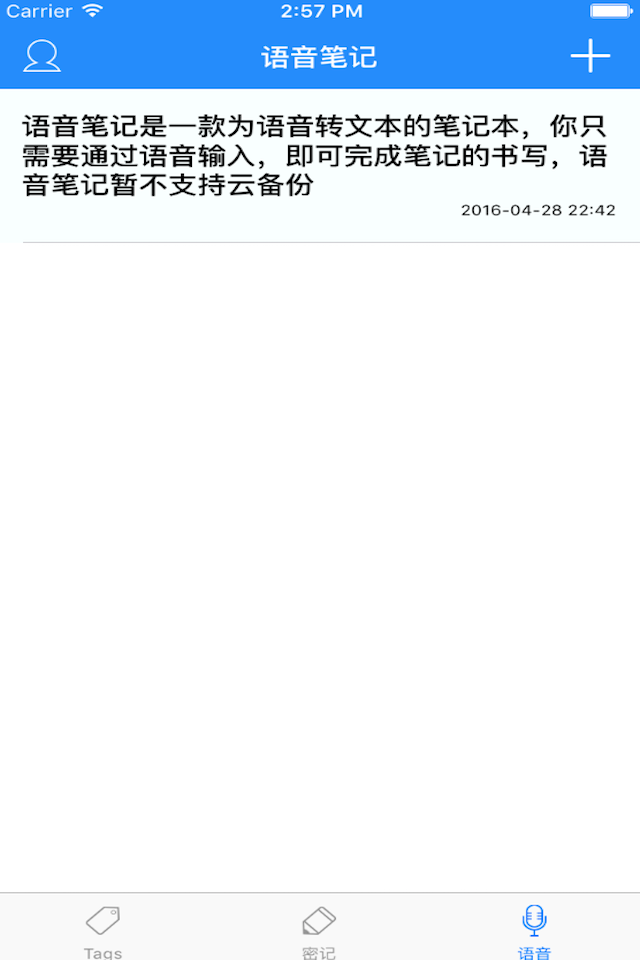 Carrier 2:57 PM
语音笔记
语音笔记是一款为语音转文本的笔记本，你只
需要通过语音输入，即可完成笔记的书写，语
音笔记暂不支持云备份
2016-04-28 22:42
Tags 密记 语音